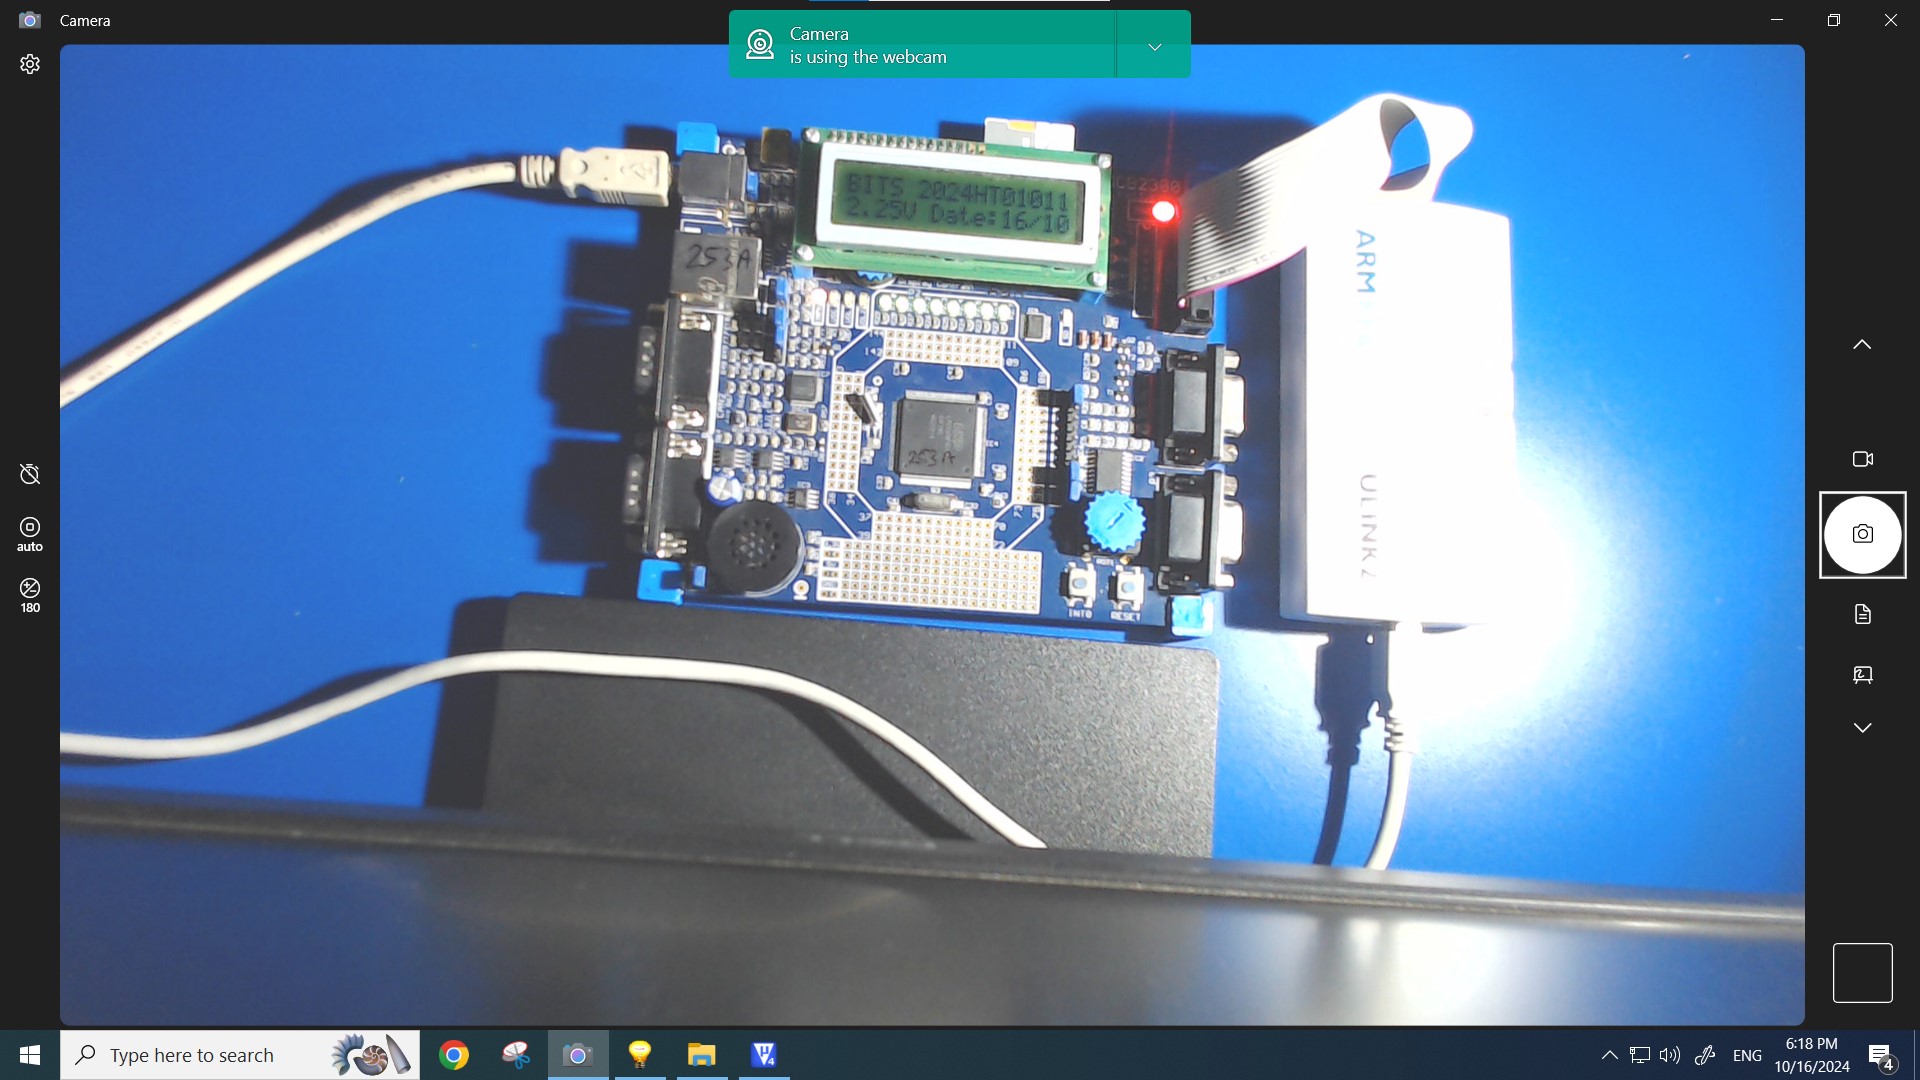 Camera
Camera
is using the webcam
BITS 2024HT01011
2.25V Date:16/10
253A
ARM
ULINK2
253A
INT0
RESET
auto
180
Type here to search
ENG
6:18 PM
10/16/2024
4